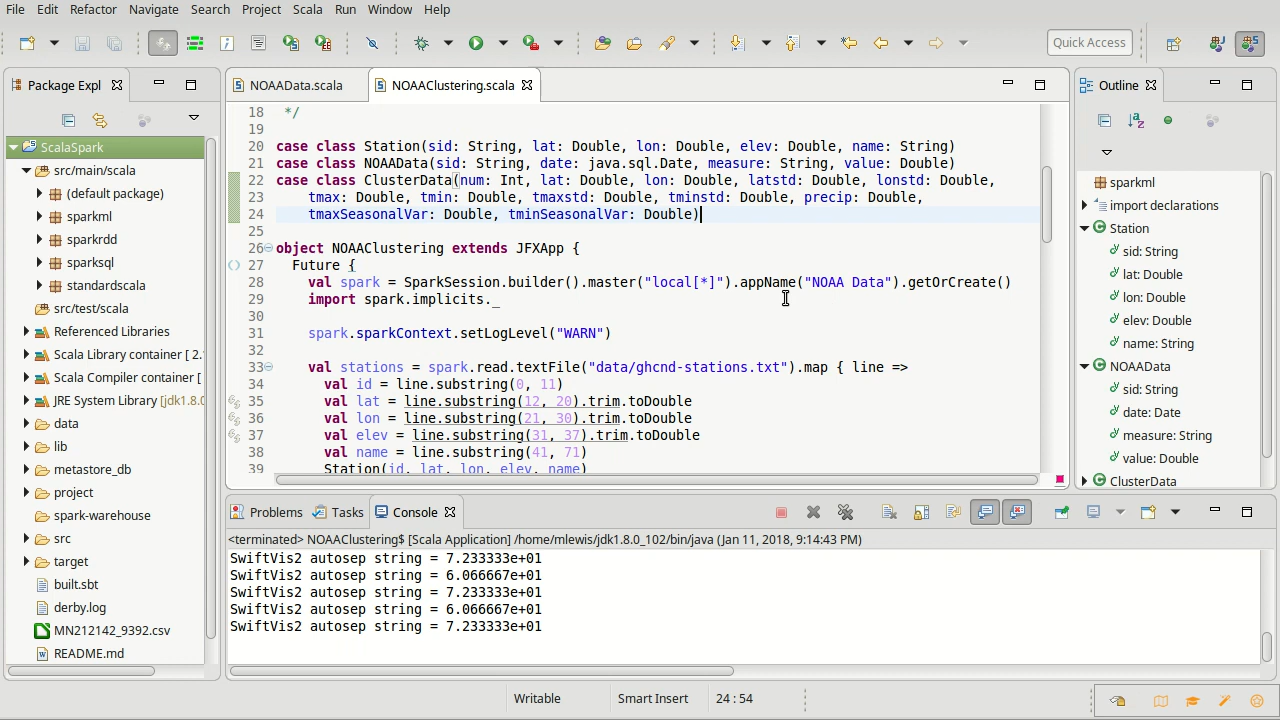 File Edit Refactor Navigate Search Project Scala Run Window Help
Quick Access
Package Expl
ScalaSpark
src/main/scala
(default package)
sparkml
sparkrdd
sparksql
standardscala
src/test/scala
Referenced Libraries
Scala Library container [ 2.
Scala Compiler container [
JRE System Library [jdk1.8.0
data
lib
metastore_db
project
spark-warehouse
src
target
built.sbt
derby.log
MN212142_9392.csv
README.md
NOAAData.scala NOAAClustering.scala
18 */
19
20 case class Station(sid: String, lat: Double, lon: Double, elev: Double, name: String)
21 case class NOAAData(sid: String, date: java.sql.Date, measure: String, value: Double)
22 case class ClusterData(num: Int, lat: Double, lon: Double, latstd: Double, lonstd: Double,
23 tmax: Double, tmin: Double, tmaxstd: Double, tminstd: Double, precip: Double,
24 tmaxSeasonalVar: Double, tminSeasonalVar: Double)
25
26 object NOAAClustering extends JFXApp {
27 Future {
28 val spark = SparkSession.builder().master("local[*]").appName("NOAA Data").getOrCreate()
29 import spark.implicits._
30
31 spark.sparkContext.setLogLevel("WARN")
32
33 val stations = spark.read.textFile("data/ghcnd-stations.txt").map { line =>
34 val id = line.substring(0, 11)
35 val lat = line.substring(12, 20).trim.toDouble
36 val lon = line.substring(21, 30).trim.toDouble
37 val elev = line.substring(31, 37).trim.toDouble
38 val name = line.substring(41, 71)
39 Station(id, lat, lon, elev, name)
Outline
sparkml
import declarations
Station
sid: String
lat: Double
lon: Double
elev: Double
name: String
NOAAData
sid: String
date: Date
measure: String
value: Double
ClusterData
Problems Tasks Console
<terminated> NOAAClustering$ [Scala Application] /home/mlewis/jdk1.8.0_102/bin/java (Jan 11, 2018, 9:14:43 PM)
SwiftVis2 autosep string = 7.233333e+01
SwiftVis2 autosep string = 6.066667e+01
SwiftVis2 autosep string = 7.233333e+01
SwiftVis2 autosep string = 6.066667e+01
SwiftVis2 autosep string = 7.233333e+01
Writable Smart Insert 24 : 54